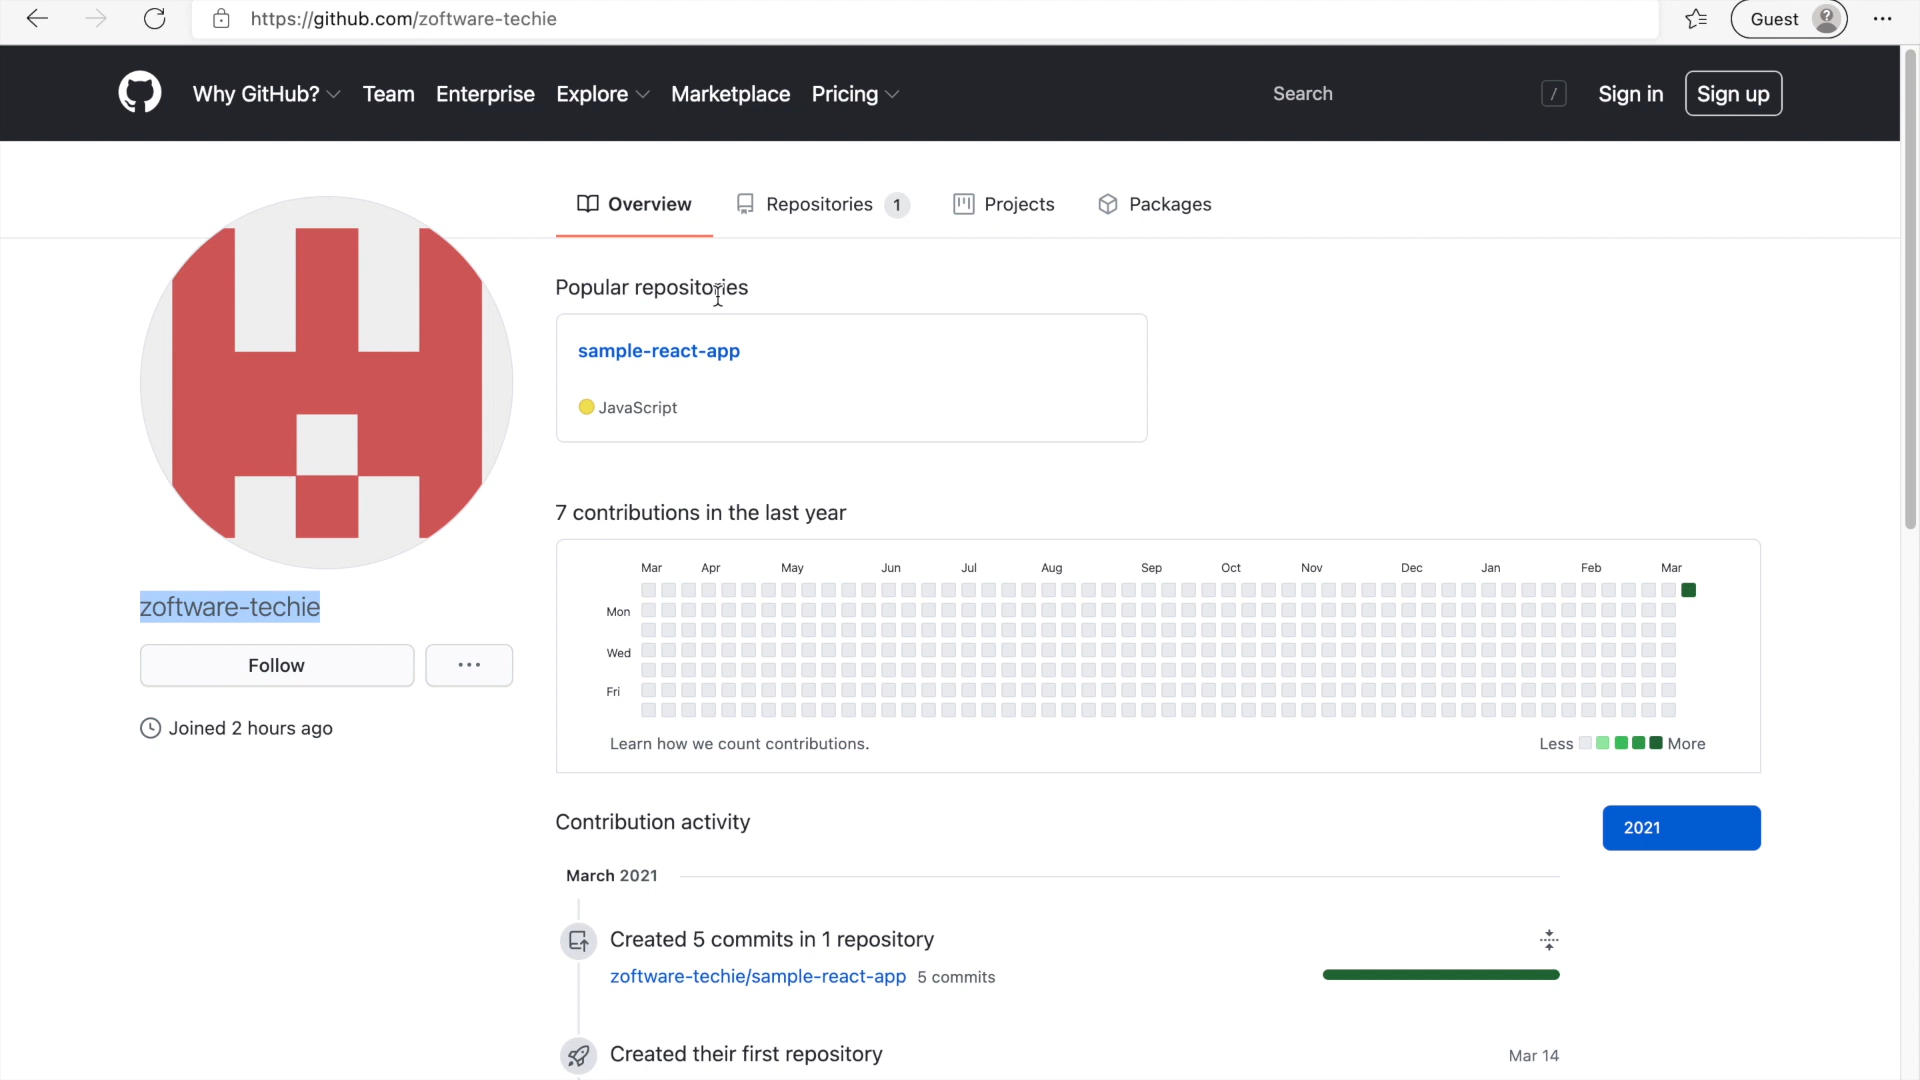 https://github.com/zoftware-techie
Guest
Why GitHub?
Team
Enterprise
Explore
Marketplace
Pricing
Search
/
Sign in
Sign up
Overview
Repositories 1
Projects
Packages
Popular repositories
sample-react-app
JavaScript
7 contributions in the last year
Mar Apr May Jun Jul Aug Sep Oct Nov Dec Jan Feb Mar
Mon
Wed
Fri
Learn how we count contributions.
Less More
zoftware-techie
Follow
Joined 2 hours ago
Contribution activity
2021
March 2021
Created 5 commits in 1 repository
zoftware-techie/sample-react-app 5 commits
Created their first repository
Mar 14